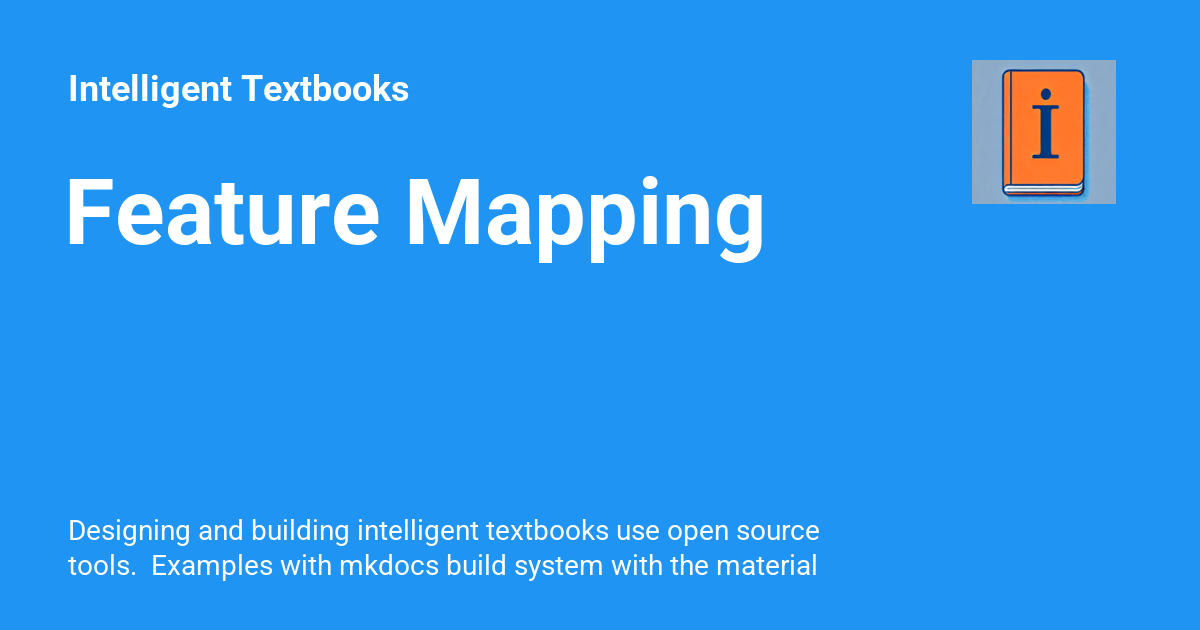 Intelligent Textbooks
i
Feature Mapping
Designing and building intelligent textbooks use open source
tools.  Examples with mkdocs build system with the material